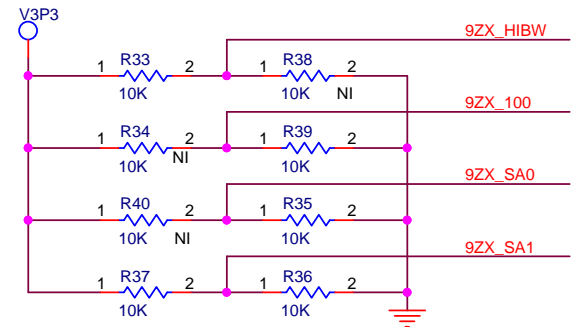 V3P3
9ZX_HIBW
R33 R38
1 2 1 2
10K 10K NI
9ZX_100
R34 R39
1 2 1 2
10K NI 10K
9ZX_SA0
R40 R35
1 2 1 2
10K NI 10K
9ZX_SA1
R37 R36
1 2 1 2
10K 10K